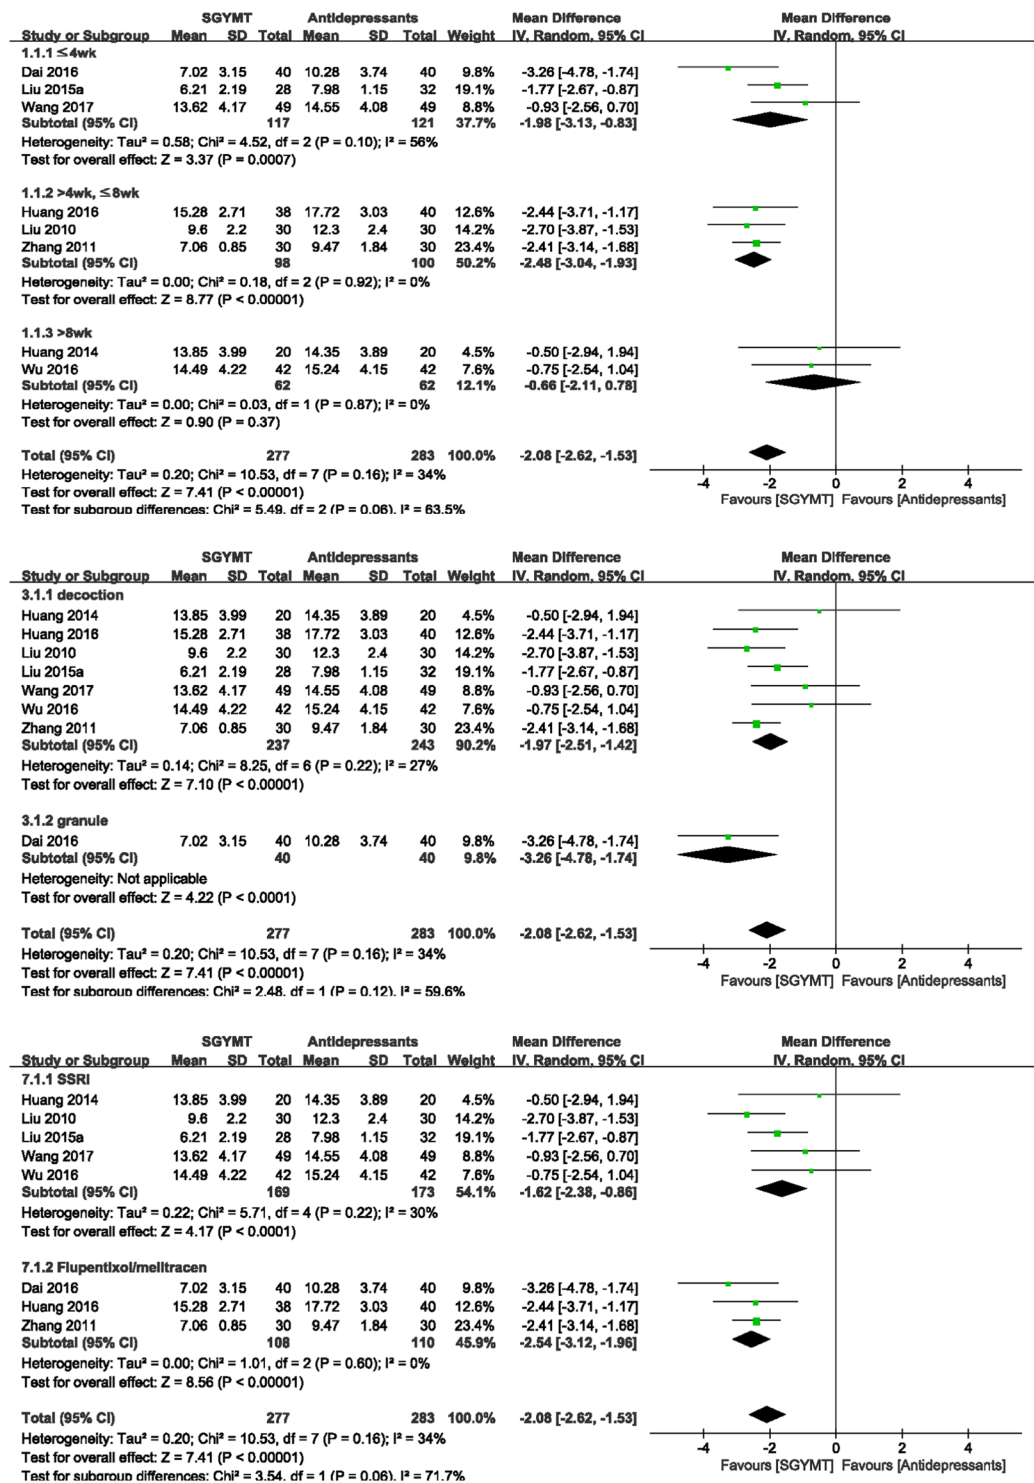 SGYMT Antidepressants Mean Difference Mean Difference
Study or Subgroup Mean SD Total Mean SD Total Weight IV, Random, 95% CI IV, Random, 95% CI
1.1.1 ≤4wk
Dai 2016 7.02 3.15 40 10.28 3.74 40 9.8% -3.26 [-4.78, -1.74]
Liu 2015a 6.21 2.19 28 7.98 1.15 32 19.1% -1.77 [-2.67, -0.87]
Wang 2017 13.62 4.17 49 14.55 4.08 49 8.8% -0.93 [-2.56, 0.70]
Subtotal (95% CI) 117 121 37.7% -1.98 [-3.13, -0.83]
Heterogeneity: Tau² = 0.58; Chi² = 4.52, df = 2 (P = 0.10); I² = 56%
Test for overall effect: Z = 3.37 (P = 0.0007)
1.1.2 >4wk, ≤8wk
Huang 2016 15.28 2.71 38 17.72 3.03 40 12.6% -2.44 [-3.71, -1.17]
Liu 2010 9.6 2.2 30 12.3 2.4 30 14.2% -2.70 [-3.87, -1.53]
Zhang 2011 7.06 0.85 30 9.47 1.84 30 23.4% -2.41 [-3.14, -1.68]
Subtotal (95% CI) 98 100 50.2% -2.48 [-3.04, -1.93]
Heterogeneity: Tau² = 0.00; Chi² = 0.18, df = 2 (P = 0.92); I² = 0%
Test for overall effect: Z = 8.77 (P < 0.00001)
1.1.3 >8wk
Huang 2014 13.85 3.99 20 14.35 3.89 20 4.5% -0.50 [-2.94, 1.94]
Wu 2016 14.49 4.22 42 15.24 4.15 42 7.6% -0.75 [-2.54, 1.04]
Subtotal (95% CI) 62 62 12.1% -0.66 [-2.11, 0.78]
Heterogeneity: Tau² = 0.00; Chi² = 0.03, df = 1 (P = 0.87); I² = 0%
Test for overall effect: Z = 0.90 (P = 0.37)
Total (95% CI) 277 283 100.0% -2.08 [-2.62, -1.53]
Heterogeneity: Tau² = 0.20; Chi² = 10.53, df = 7 (P = 0.16); I² = 34%
Test for overall effect: Z = 7.41 (P < 0.00001)
Test for subgroup differences: Chi² = 5.49, df = 2 (P = 0.06), I² = 63.5%
-4 -2 0 2 4
Favours [SGYMT] Favours [Antidepressants]
SGYMT Antidepressants Mean Difference Mean Difference
Study or Subgroup Mean SD Total Mean SD Total Weight IV, Random, 95% CI IV, Random, 95% CI
3.1.1 decoction
Huang 2014 13.85 3.99 20 14.35 3.89 20 4.5% -0.50 [-2.94, 1.94]
Huang 2016 15.28 2.71 38 17.72 3.03 40 12.6% -2.44 [-3.71, -1.17]
Liu 2010 9.6 2.2 30 12.3 2.4 30 14.2% -2.70 [-3.87, -1.53]
Liu 2015a 6.21 2.19 28 7.98 1.15 32 19.1% -1.77 [-2.67, -0.87]
Wang 2017 13.62 4.17 49 14.55 4.08 49 8.8% -0.93 [-2.56, 0.70]
Wu 2016 14.49 4.22 42 15.24 4.15 42 7.6% -0.75 [-2.54, 1.04]
Zhang 2011 7.06 0.85 30 9.47 1.84 30 23.4% -2.41 [-3.14, -1.68]
Subtotal (95% CI) 237 243 90.2% -1.97 [-2.51, -1.42]
Heterogeneity: Tau² = 0.14; Chi² = 8.25, df = 6 (P = 0.22); I² = 27%
Test for overall effect: Z = 7.10 (P < 0.00001)
3.1.2 granule
Dai 2016 7.02 3.15 40 10.28 3.74 40 9.8% -3.26 [-4.78, -1.74]
Subtotal (95% CI) 40 40 9.8% -3.26 [-4.78, -1.74]
Heterogeneity: Not applicable
Test for overall effect: Z = 4.22 (P < 0.0001)
Total (95% CI) 277 283 100.0% -2.08 [-2.62, -1.53]
Heterogeneity: Tau² = 0.20; Chi² = 10.53, df = 7 (P = 0.16); I² = 34%
Test for overall effect: Z = 7.41 (P < 0.00001)
Test for subgroup differences: Chi² = 2.48, df = 1 (P = 0.12), I² = 59.6%
-4 -2 0 2 4
Favours [SGYMT] Favours [Antidepressants]
SGYMT Antidepressants Mean Difference Mean Difference
Study or Subgroup Mean SD Total Mean SD Total Weight IV, Random, 95% CI IV, Random, 95% CI
7.1.1 SSRI
Huang 2014 13.85 3.99 20 14.35 3.89 20 4.5% -0.50 [-2.94, 1.94]
Liu 2010 9.6 2.2 30 12.3 2.4 30 14.2% -2.70 [-3.87, -1.53]
Liu 2015a 6.21 2.19 28 7.98 1.15 32 19.1% -1.77 [-2.67, -0.87]
Wang 2017 13.62 4.17 49 14.55 4.08 49 8.8% -0.93 [-2.56, 0.70]
Wu 2016 14.49 4.22 42 15.24 4.15 42 7.6% -0.75 [-2.54, 1.04]
Subtotal (95% CI) 169 173 54.1% -1.62 [-2.38, -0.86]
Heterogeneity: Tau² = 0.22; Chi² = 5.71, df = 4 (P = 0.22); I² = 30%
Test for overall effect: Z = 4.17 (P < 0.0001)
7.1.2 Flupentixol/melitracen
Dai 2016 7.02 3.15 40 10.28 3.74 40 9.8% -3.26 [-4.78, -1.74]
Huang 2016 15.28 2.71 38 17.72 3.03 40 12.6% -2.44 [-3.71, -1.17]
Zhang 2011 7.06 0.85 30 9.47 1.84 30 23.4% -2.41 [-3.14, -1.68]
Subtotal (95% CI) 108 110 45.9% -2.54 [-3.12, -1.96]
Heterogeneity: Tau² = 0.00; Chi² = 1.01, df = 2 (P = 0.60); I² = 0%
Test for overall effect: Z = 8.56 (P < 0.00001)
Total (95% CI) 277 283 100.0% -2.08 [-2.62, -1.53]
Heterogeneity: Tau² = 0.20; Chi² = 10.53, df = 7 (P = 0.16); I² = 34%
Test for overall effect: Z = 7.41 (P < 0.00001)
Test for subgroup differences: Chi² = 3.54, df = 1 (P = 0.06), I² = 71.7%
-4 -2 0 2 4
Favours [SGYMT] Favours [Antidepressants]